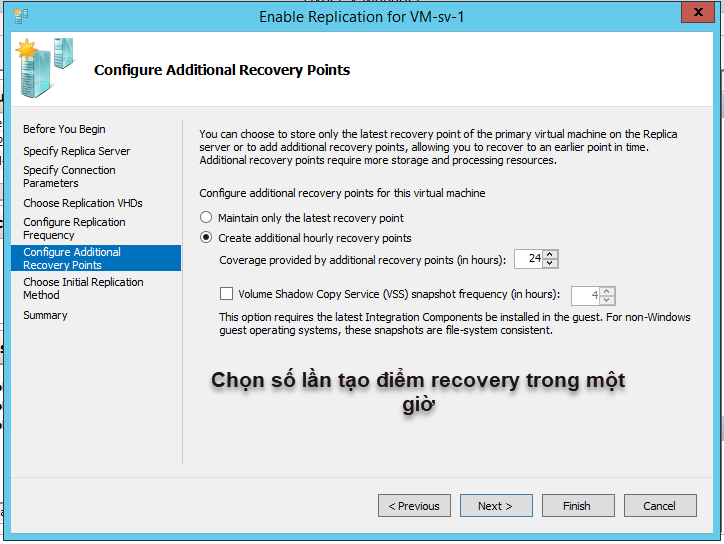 Enable Replication for VM-sv-1
x
Configure Additional Recovery Points
Before You Begin
Specify Replica Server
Specify Connection
Parameters
Choose Replication VHDs
Configure Replication
Frequency
Configure Additional
Recovery Points
Choose Initial Replication
Method
Summary
You can choose to store only the latest recovery point of the primary virtual machine on the Replica
server or to add additional recovery points, allowing you to recover to an earlier point in time.
Additional recovery points require more storage and processing resources.
Configure additional recovery points for this virtual machine
Maintain only the latest recovery point
Create additional hourly recovery points
Coverage provided by additional recovery points (in hours): 24
Volume Shadow Copy Service (VSS) snapshot frequency (in hours): 4
This option requires the latest Integration Components be installed in the guest. For non-Windows
guest operating systems, these snapshots are file-system consistent.
Chọn số lần tạo điểm recovery trong một
giờ
< Previous Next > Finish Cancel